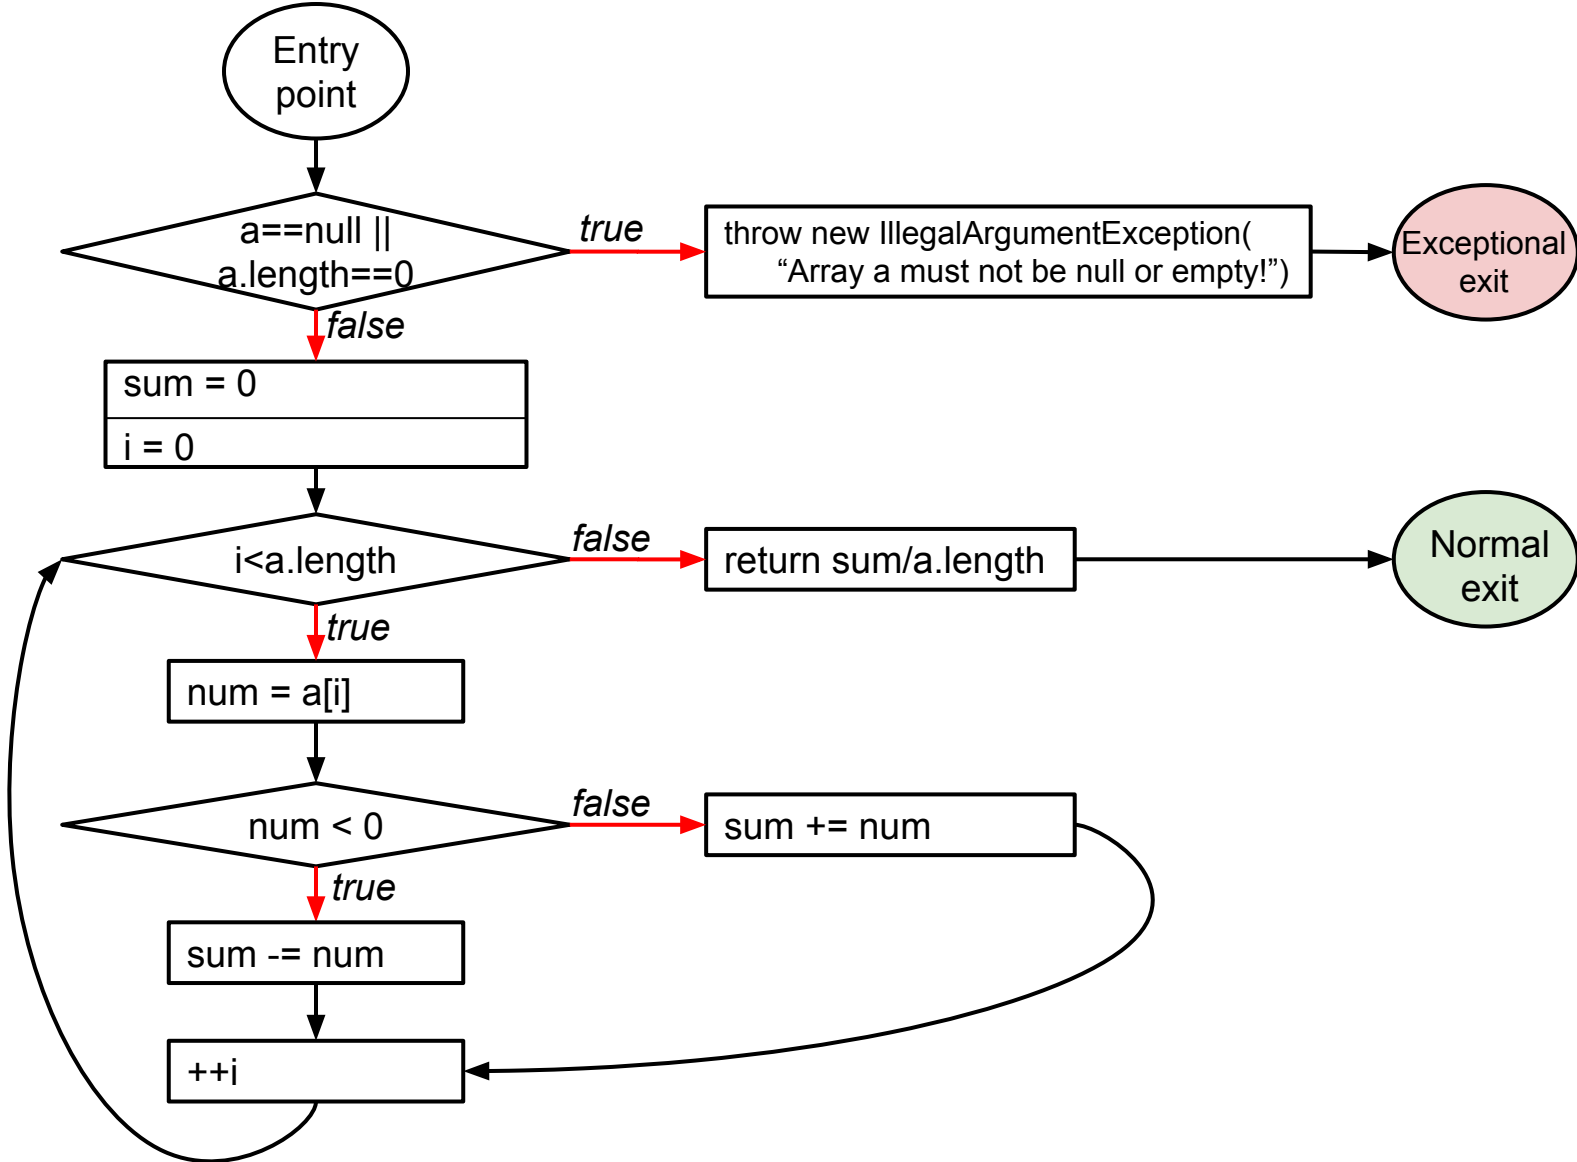 Entry
point
a==null ||
a.length==0
true
throw new IllegalArgumentException(
“Array a must not be null or empty!”)
Exceptional
exit
false
sum = 0
i = 0
i<a.length
false
return sum/a.length
Normal
exit
true
num = a[i]
num < 0
false
sum += num
true
sum -= num
++i